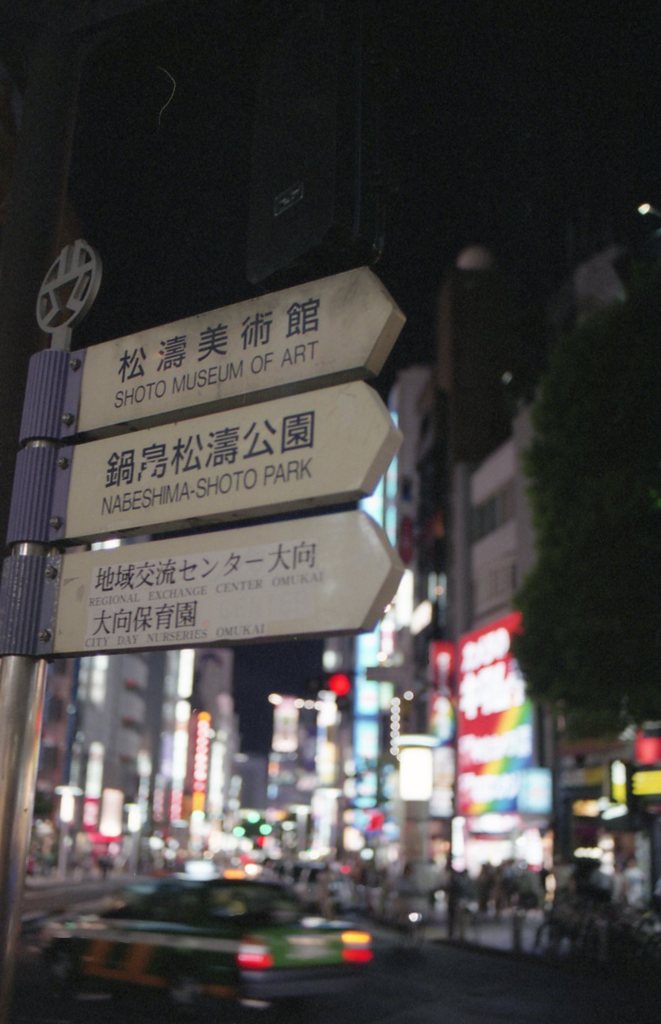 松濤美術館
SHOTO MUSEUM OF ART
鍋島松濤公園
NABESHIMA-SHOTO PARK
地域交流センター大向
REGIONAL EXCHANGE CENTER OMUKAI
大向保育園
CITY DAY NURSERIES OMUKAI